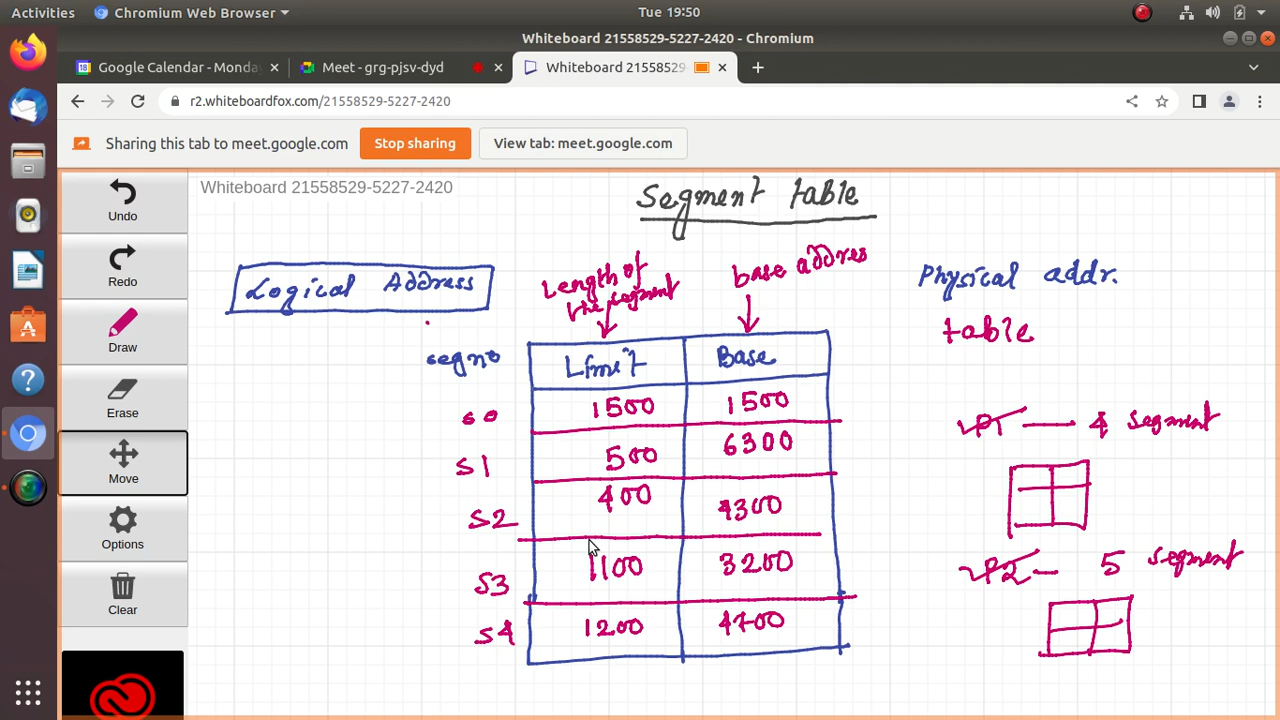 Activities
Chromium Web Browser
Tue 19:50
Whiteboard 21558529-5227-2420 - Chromium
Google Calendar - Monda
Meet - grg-pjsv-dyd
Whiteboard 21558529-
r2.whiteboardfox.com/21558529-5227-2420
Sharing this tab to meet.google.com
Stop sharing
View tab: meet.google.com
Undo
Redo
Draw
Erase
Move
Options
Clear
Whiteboard 21558529-5227-2420
Segment table
Logical Address
Length of
the segment
base addres
Physical addr.
table
segno Limit Base
s0 1500 1500
S1 500 6300
S2 400 4300
S3 1100 3200
S4 1200 4700
P1 — 4 segment
P2 — 5 segment